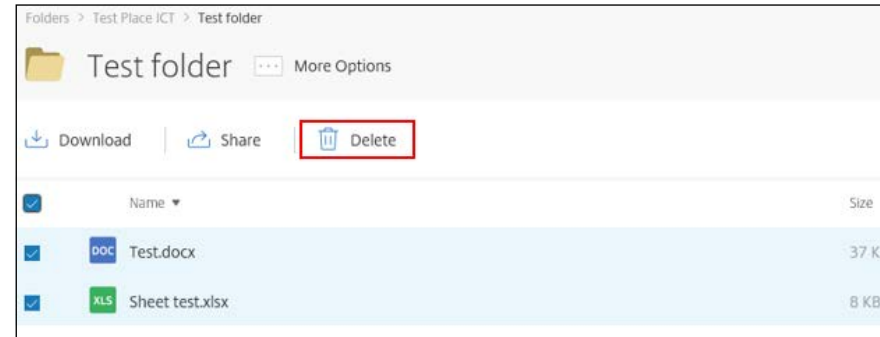 Folders > Test Place ICT > Test folder
Test folder ··· More Options
Download Share Delete
Name ▼ Size
DOC Test.docx 37 K
XLS Sheet test.xlsx 8 KB